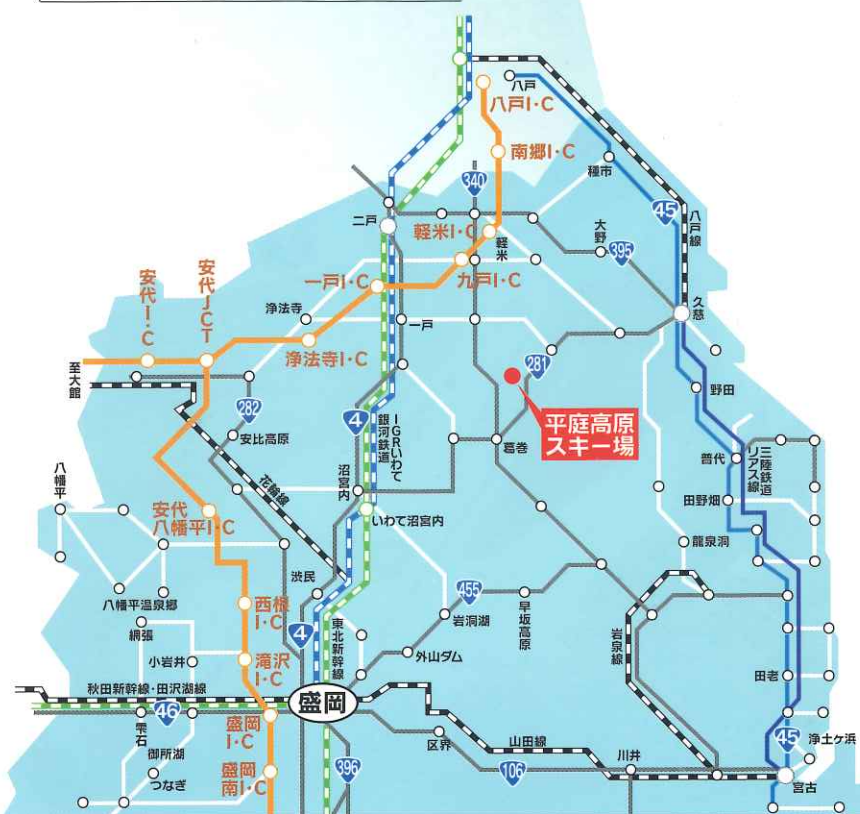 八戸
八戸I・C
南郷I・C
種市
340
45
八戸線
二戸
軽米I・C
軽米
大野
395
九戸I・C
一戸I・C
久慈
安代I・C
安代JCT
浄法寺
浄法寺I・C
一戸
至大館
281
野田
平庭高原
スキー場
282
4
IGRいわて
銀河鉄道
安比高原
葛巻
普代
三陸鉄道
リアス線
八幡平
花輪線
沼宮内
田野畑
安代
八幡平I・C
いわて沼宮内
龍泉洞
渋民
八幡平温泉郷
西根
I・C
455
岩洞湖
早坂高原
網張
4
東北新幹線
岩泉線
小岩井
滝沢
I・C
外山ダム
田老
秋田新幹線・田沢湖線
盛岡
46
雫石
盛岡
I・C
区界
山田線
45
浄土ヶ浜
御所湖
つなぎ
盛岡
南I・C
396
106
川井
宮古